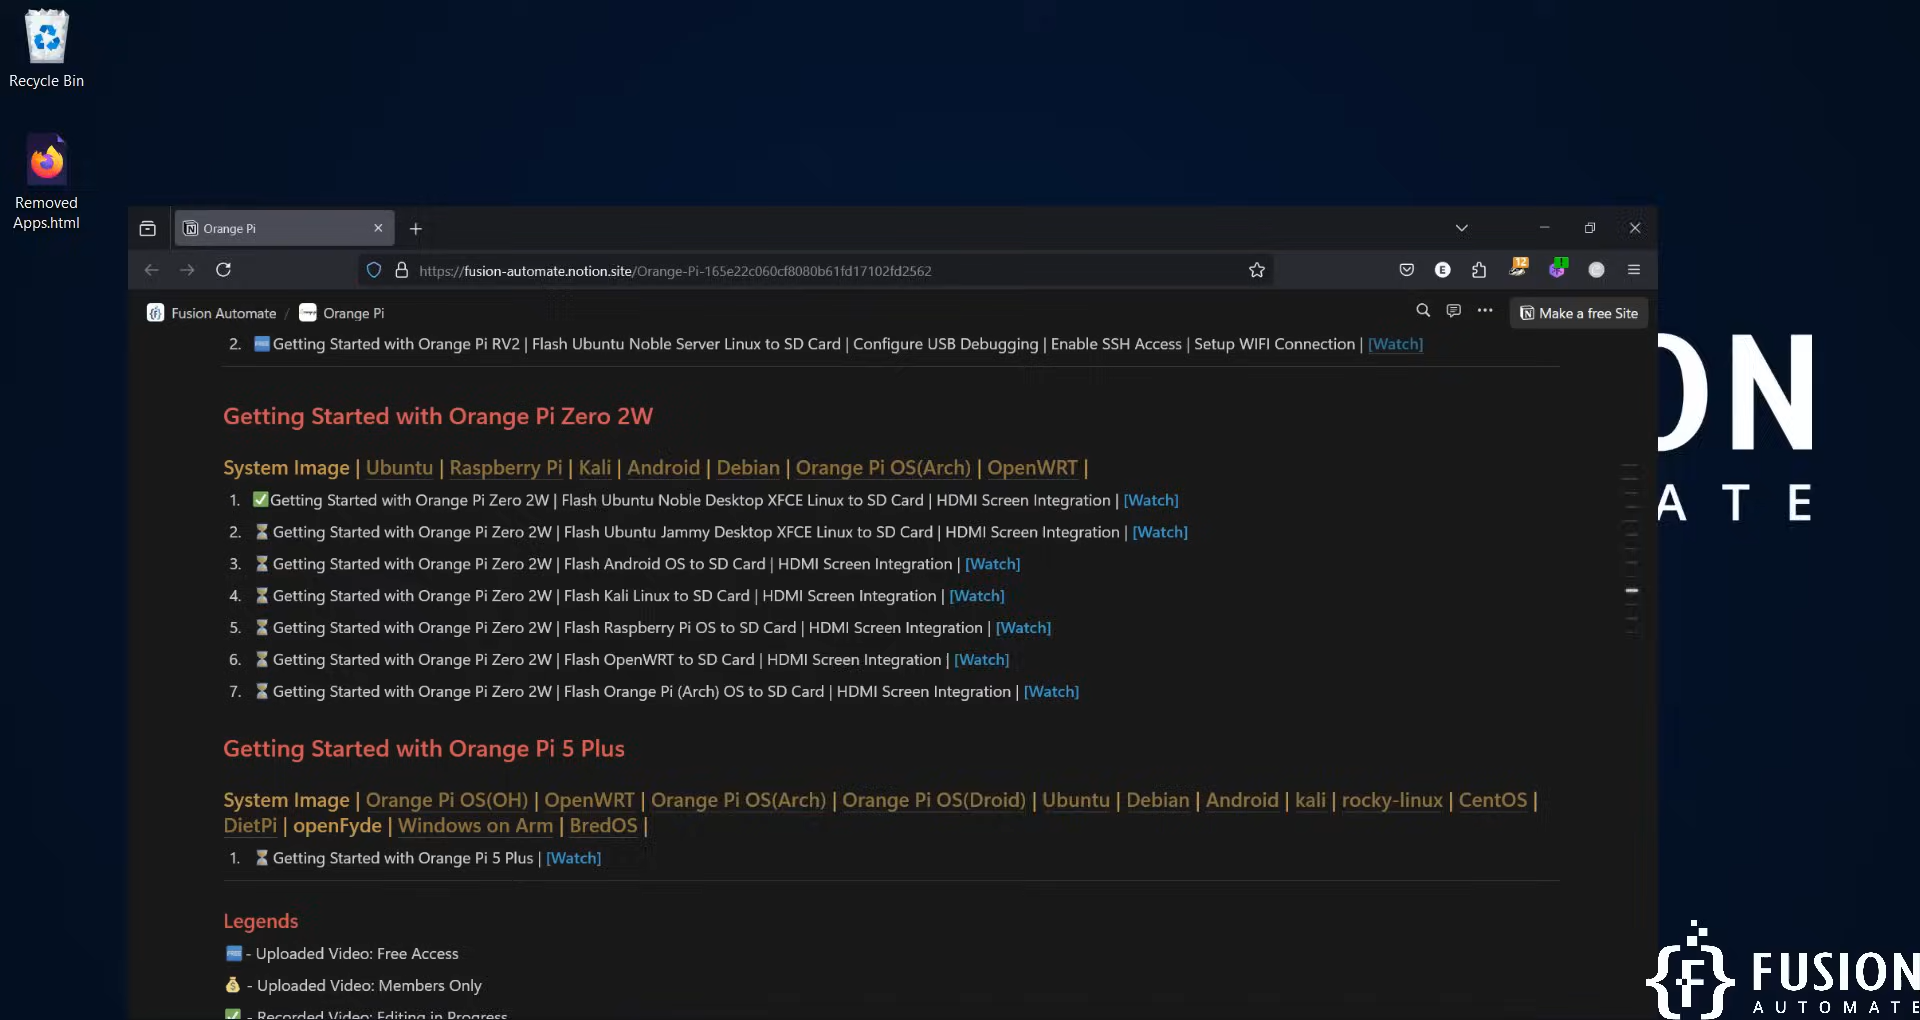 Recycle Bin
Removed
Apps.html
Orange Pi
https://fusion-automate.notion.site/Orange-Pi-165e22c060cf8080b61fd17102fd2562
E
12
Fusion Automate / Orange Pi
Make a free Site
2. Getting Started with Orange Pi RV2 | Flash Ubuntu Noble Server Linux to SD Card | Configure USB Debugging | Enable SSH Access | Setup WIFI Connection | [Watch]
Getting Started with Orange Pi Zero 2W
System Image | Ubuntu | Raspberry Pi | Kali | Android | Debian | Orange Pi OS(Arch) | OpenWRT |
1. ✅Getting Started with Orange Pi Zero 2W | Flash Ubuntu Noble Desktop XFCE Linux to SD Card | HDMI Screen Integration | [Watch]
2. ⏳Getting Started with Orange Pi Zero 2W | Flash Ubuntu Jammy Desktop XFCE Linux to SD Card | HDMI Screen Integration | [Watch]
3. ⏳Getting Started with Orange Pi Zero 2W | Flash Android OS to SD Card | HDMI Screen Integration | [Watch]
4. ⏳Getting Started with Orange Pi Zero 2W | Flash Kali Linux to SD Card | HDMI Screen Integration | [Watch]
5. ⏳Getting Started with Orange Pi Zero 2W | Flash Raspberry Pi OS to SD Card | HDMI Screen Integration | [Watch]
6. ⏳Getting Started with Orange Pi Zero 2W | Flash OpenWRT to SD Card | HDMI Screen Integration | [Watch]
7. ⏳Getting Started with Orange Pi Zero 2W | Flash Orange Pi (Arch) OS to SD Card | HDMI Screen Integration | [Watch]
Getting Started with Orange Pi 5 Plus
System Image | Orange Pi OS(OH) | OpenWRT | Orange Pi OS(Arch) | Orange Pi OS(Droid) | Ubuntu | Debian | Android | kali | rocky-linux | CentOS |
DietPi | openFyde | Windows on Arm | BredOS |
1. ⏳Getting Started with Orange Pi 5 Plus | [Watch]
Legends
- Uploaded Video: Free Access
- Uploaded Video: Members Only
- Recorded Video: Editing in Progress
ON
ATE
FUSION
AUTOMATE